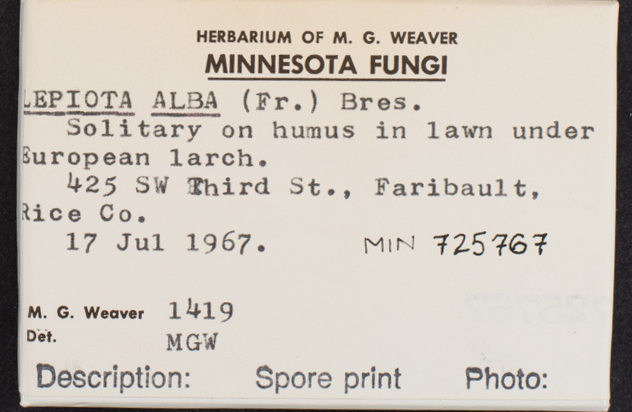 HERBARIUM OF M. G. WEAVER
MINNESOTA FUNGI
LEPIOTA ALBA (Fr.) Bres.
Solitary on humus in lawn under
European larch.
425 SW Third St., Faribault,
Rice Co.
17 Jul 1967. MIN 725767
M. G. Weaver 1419
Det. MGW
Description: Spore print Photo: